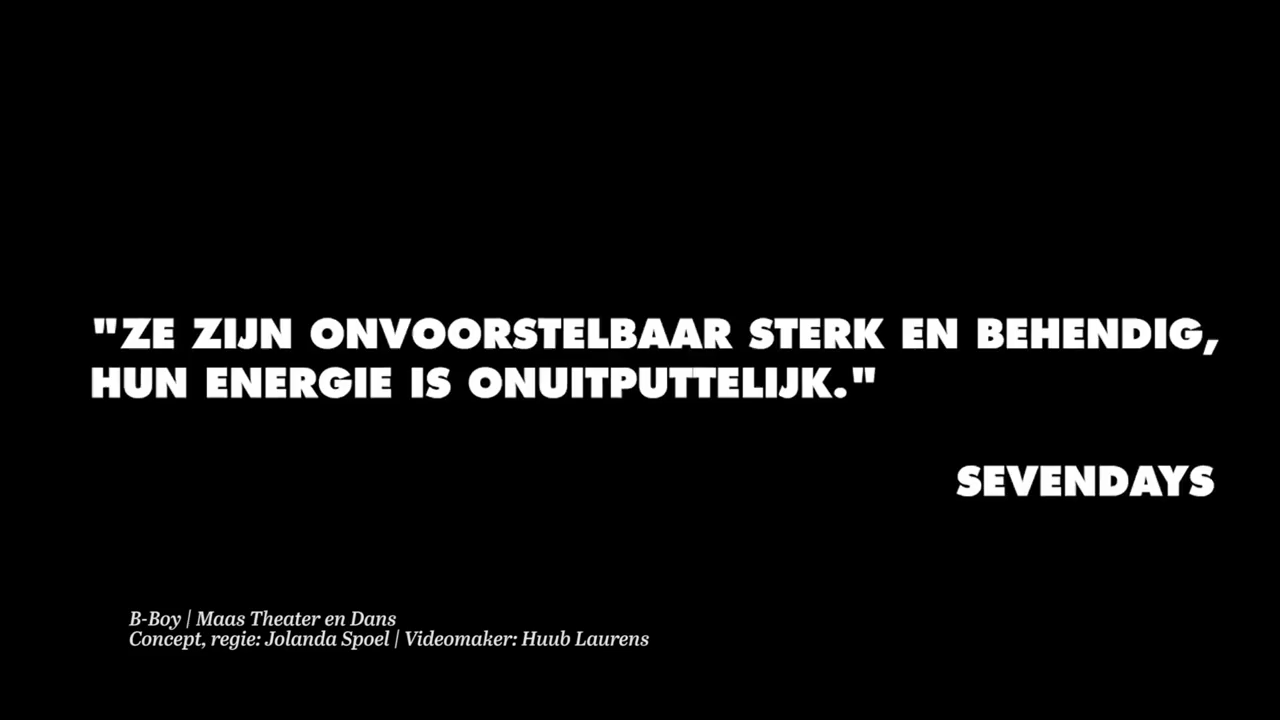 "ZE ZIJN ONVOORSTELBAAR STERK EN BEHENDIG,
HUN ENERGIE IS ONUITPUTTELIJK."
SEVENDAYS
B-Boy | Maas Theater en Dans
Concept, regie: Jolanda Spoel | Videomaker: Huub Laurens